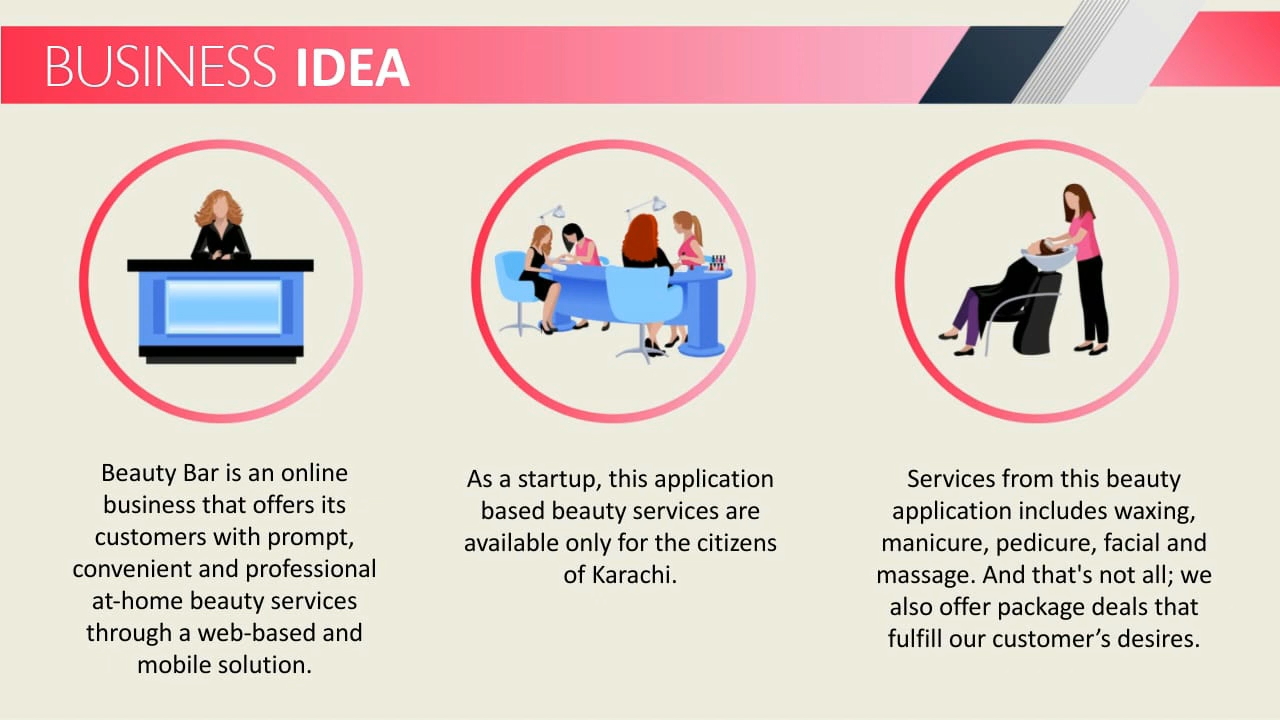 BUSINESS IDEA
Beauty Bar is an online
business that offers its
customers with prompt,
convenient and professional
at-home beauty services
through a web-based and
mobile solution.
As a startup, this application
based beauty services are
available only for the citizens
of Karachi.
Services from this beauty
application includes waxing,
manicure, pedicure, facial and
massage. And that's not all; we
also offer package deals that
fulfill our customer’s desires.